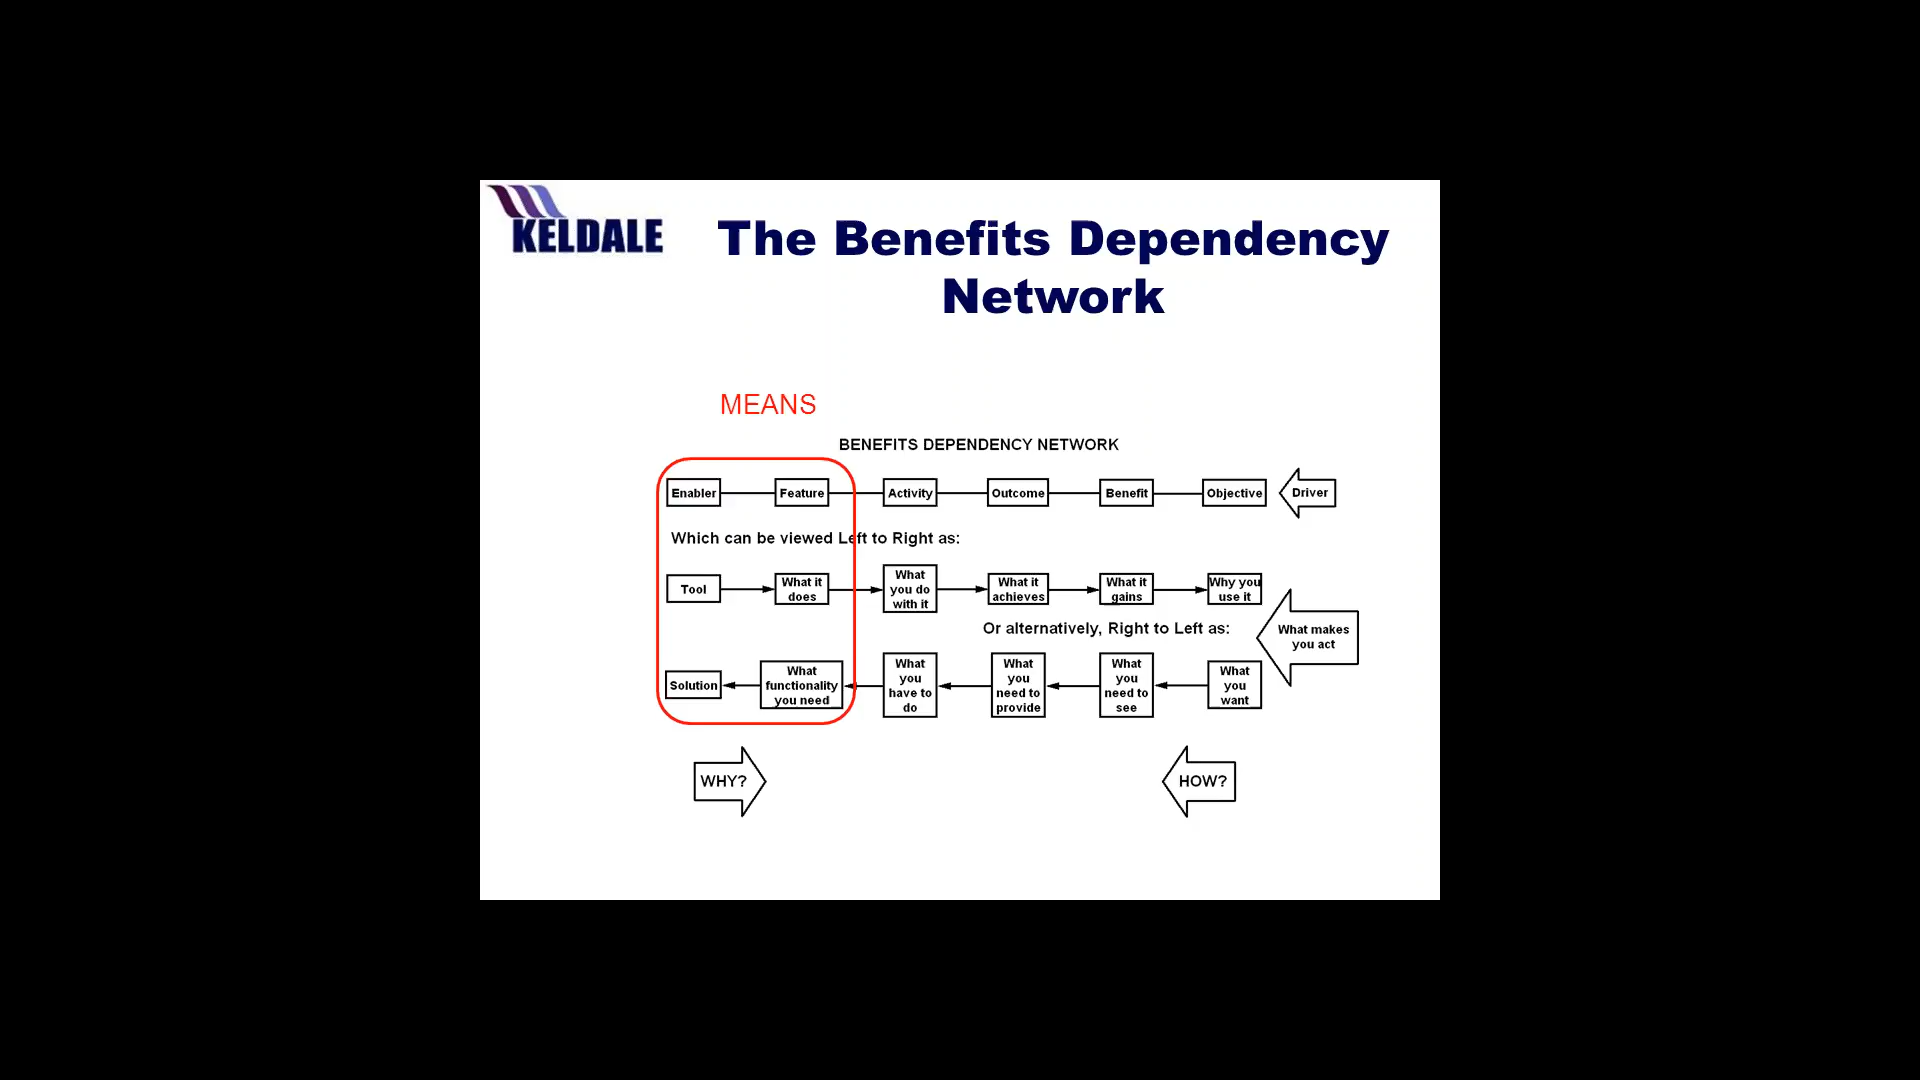 KELDALE
The Benefits Dependency
Network
MEANS
BENEFITS DEPENDENCY NETWORK
Enabler
Feature
Activity
Outcome
Benefit
Objective
Driver
Which can be viewed Left to Right as:
Tool
What it
does
What
you do
with it
What it
achieves
What it
gains
Why you
use it
What makes
you act
Or alternatively, Right to Left as:
Solution
What
functionality
you need
What
you
have to
do
What
you
need to
provide
What
you
need to
see
What
you
want
WHY?
HOW?